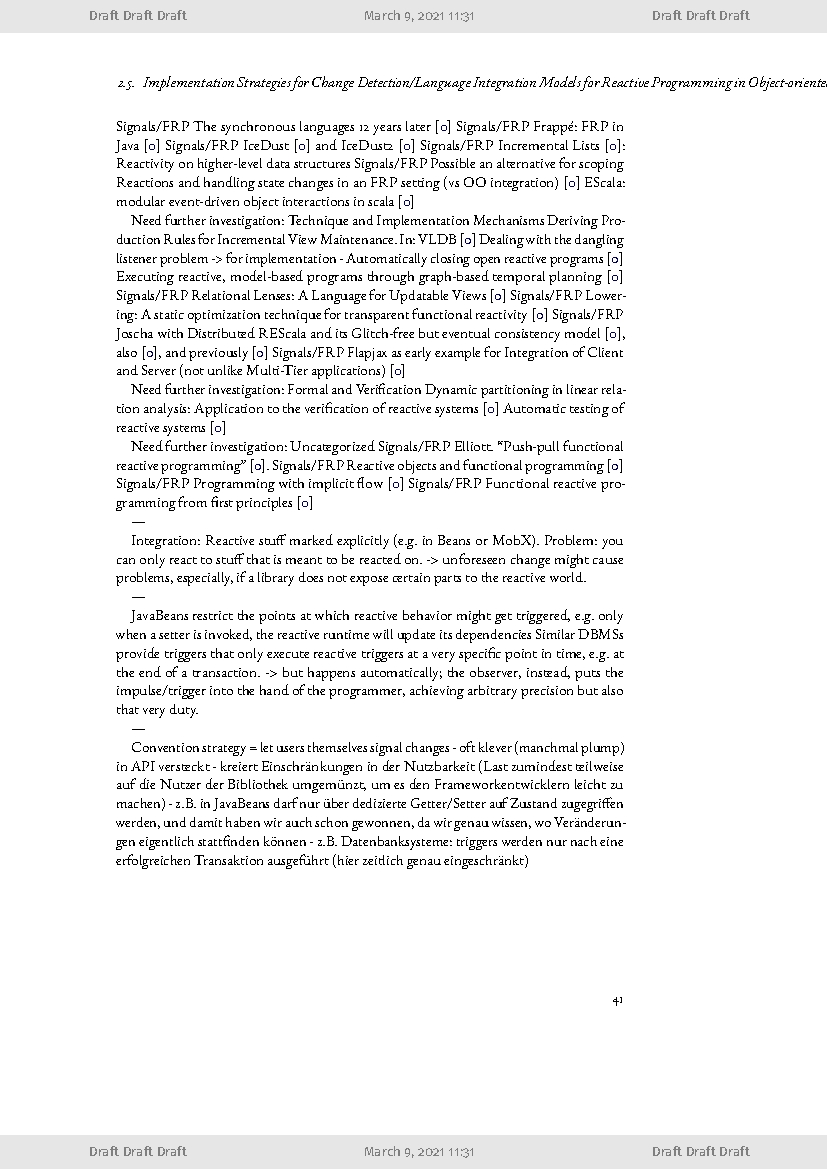 Draft Draft Draft March 9, 2021 11:31 Draft Draft Draft
2.5. Implementation Strategies for Change Detection/Language Integration Models for Reactive Programming in Object-oriente
Signals/FRP The synchronous languages 12 years later [0] Signals/FRP Frappé: FRP in
Java [0] Signals/FRP IceDust [0] and IceDust2 [0] Signals/FRP Incremental Lists [0]:
Reactivity on higher-level data structures Signals/FRP Possible an alternative for scoping
Reactions and handling state changes in an FRP setting (vs OO integration) [0] EScala:
modular event-driven object interactions in scala [0]
Need further investigation: Technique and Implementation Mechanisms Deriving Pro-
duction Rules for Incremental View Maintenance. In: VLDB [0] Dealing with the dangling
listener problem -> for implementation - Automatically closing open reactive programs [0]
Executing reactive, model-based programs through graph-based temporal planning [0]
Signals/FRP Relational Lenses: A Language for Updatable Views [0] Signals/FRP Lower-
ing: A static optimization technique for transparent functional reactivity [0] Signals/FRP
Joscha with Distributed REScala and its Glitch-free but eventual consistency model [0],
also [0], and previously [0] Signals/FRP Flapjax as early example for Integration of Client
and Server (not unlike Multi-Tier applications) [0]
Need further investigation: Formal and Verification Dynamic partitioning in linear rela-
tion analysis: Application to the verification of reactive systems [0] Automatic testing of
reactive systems [0]
Need further investigation: Uncategorized Signals/FRP Elliott. “Push-pull functional
reactive programming” [0]. Signals/FRP Reactive objects and functional programming [0]
Signals/FRP Programming with implicit flow [0] Signals/FRP Functional reactive pro-
gramming from first principles [0]
—
Integration: Reactive stuff marked explicitly (e.g. in Beans or MobX). Problem: you
can only react to stuff that is meant to be reacted on. -> unforeseen change might cause
problems, especially, if a library does not expose certain parts to the reactive world.
—
JavaBeans restrict the points at which reactive behavior might get triggered, e.g. only
when a setter is invoked, the reactive runtime will update its dependencies Similar DBMSs
provide triggers that only execute reactive triggers at a very specific point in time, e.g. at
the end of a transaction. -> but happens automatically; the observer, instead, puts the
impulse/trigger into the hand of the programmer, achieving arbitrary precision but also
that very duty.
—
Convention strategy = let users themselves signal changes - oft klever (manchmal plump)
in API versteckt - kreiert Einschränkungen in der Nutzbarkeit (Last zumindest teilweise
auf die Nutzer der Bibliothek umgemünzt, um es den Frameworkentwicklern leicht zu
machen) - z.B. in JavaBeans darf nur über dedizierte Getter/Setter auf Zustand zugegriffen
werden, und damit haben wir auch schon gewonnen, da wir genau wissen, wo Veränderun-
gen eigentlich stattfinden können - z.B. Datenbanksysteme: triggers werden nur nach eine
erfolgreichen Transaktion ausgeführt (hier zeitlich genau eingeschränkt)
41
Draft Draft Draft March 9, 2021 11:31 Draft Draft Draft